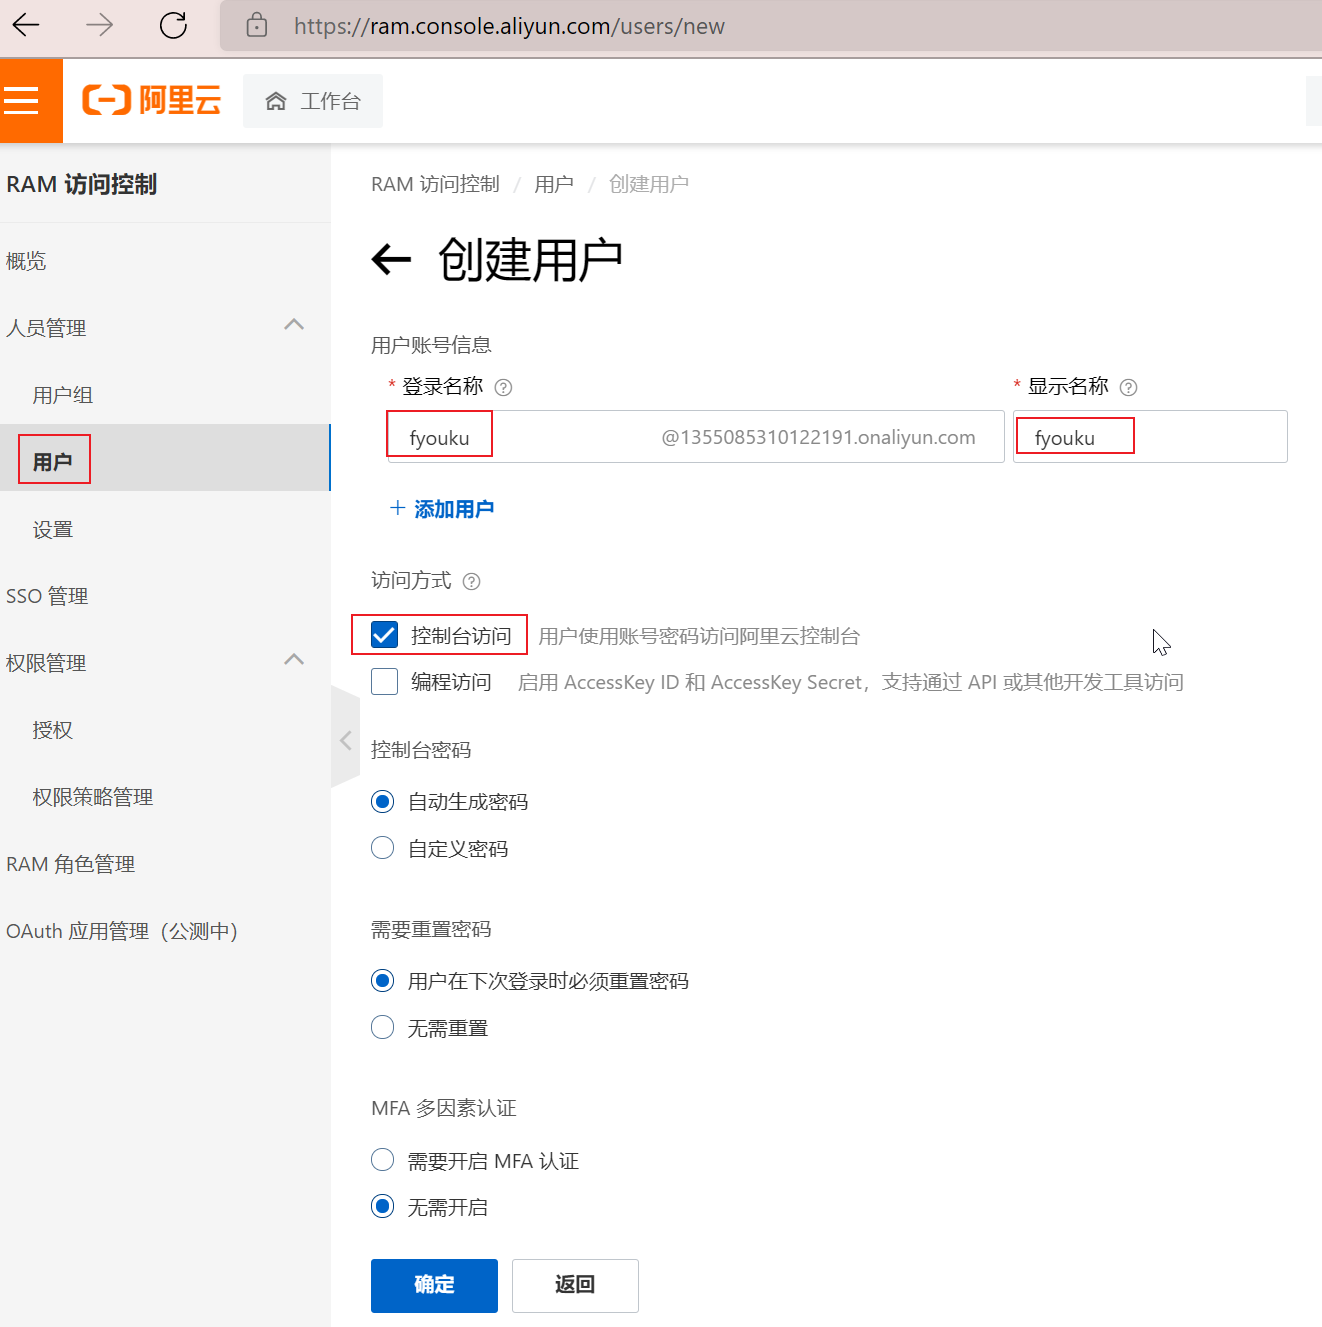 https://ram.console.aliyun.com/users/new
阿里云 工作台
RAM 访问控制
概览
人员管理
用户组
用户
设置
SSO 管理
权限管理
授权
权限策略管理
RAM 角色管理
OAuth 应用管理（公测中）
RAM 访问控制 / 用户 / 创建用户
← 创建用户
用户账号信息
* 登录名称 ? * 显示名称 ?
fyouku @1355085310122191.onaliyun.com fyouku
+ 添加用户
访问方式 ?
控制台访问 用户使用账号密码访问阿里云控制台
编程访问 启用 AccessKey ID 和 AccessKey Secret，支持通过 API 或其他开发工具访问
控制台密码
自动生成密码
自定义密码
需要重置密码
用户在下次登录时必须重置密码
无需重置
MFA 多因素认证
需要开启 MFA 认证
无需开启
确定 返回